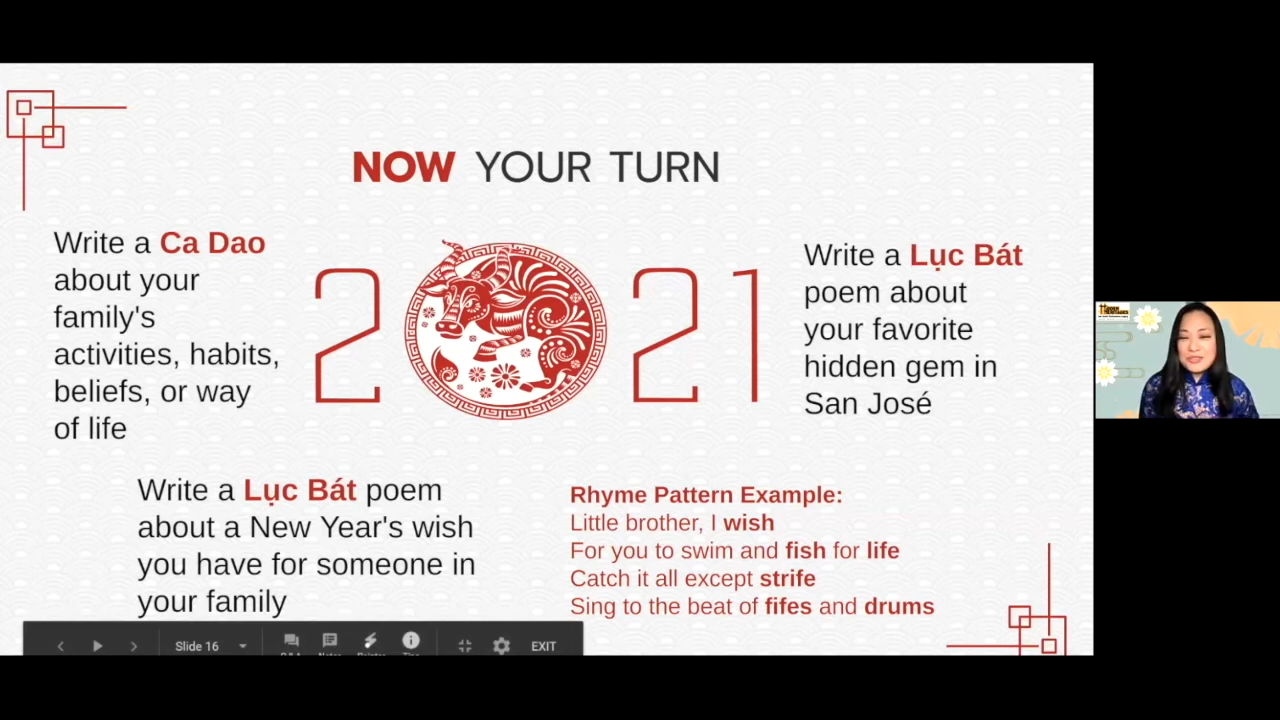 NOW YOUR TURN
Write a Ca Dao
about your
family's
activities, habits,
beliefs, or way
of life
2 21
Write a Lục Bát
poem about
your favorite
hidden gem in
San José
Write a Lục Bát poem
about a New Year's wish
you have for someone in
your family
Rhyme Pattern Example:
Little brother, I wish
For you to swim and fish for life
Catch it all except strife
Sing to the beat of fifes and drums
Slide 16
EXIT